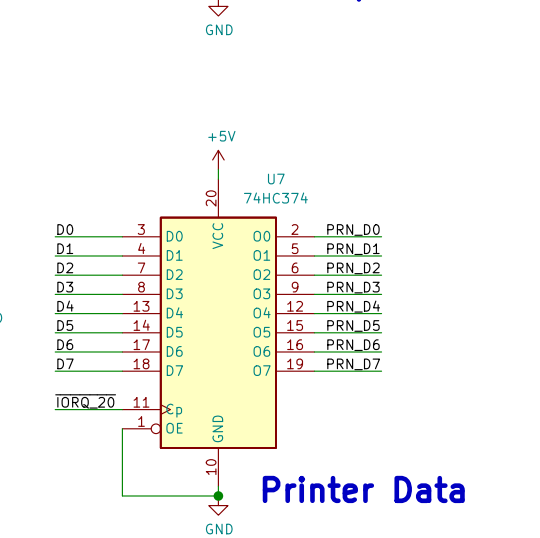 GND
+5V
U7
74HC374
20
VCC
D0 3 D0 O0 2 PRN_D0
D1 4 D1 O1 5 PRN_D1
D2 7 D2 O2 6 PRN_D2
D3 8 D3 O3 9 PRN_D3
D4 13 D4 O4 12 PRN_D4
D5 14 D5 O5 15 PRN_D5
D6 17 D6 O6 16 PRN_D6
D7 18 D7 O7 19 PRN_D7
IORQ_20 11 Cp
1 OE
GND
10
Printer Data
GND